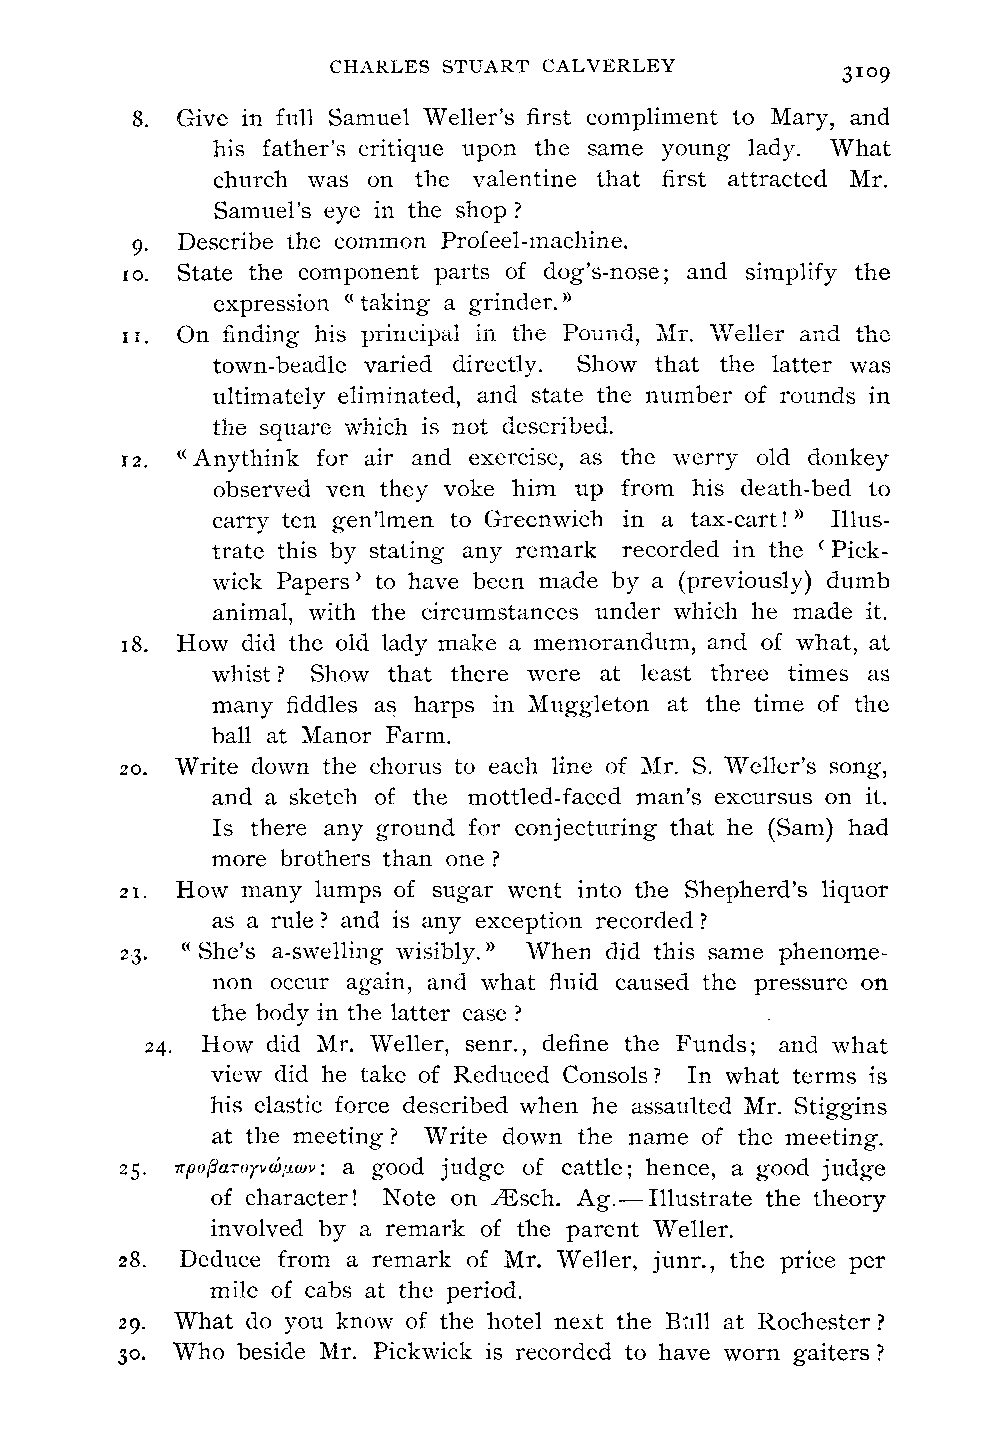 CHARLES STUART CALVERLEY 3109
8. Give in full Samuel Weller's first compliment to Mary, and
his father's critique upon the same young lady. What
church was on the valentine that first attracted Mr.
Samuel's eye in the shop?
9. Describe the common Profeel-machine.
10. State the component parts of dog's-nose; and simplify the
expression "taking a grinder."
11. On finding his principal in the Pound, Mr. Weller and the
town-beadle varied directly. Show that the latter was
ultimately eliminated, and state the number of rounds in
the square which is not described.
12. "Anythink for air and exercise, as the werry old donkey
observed ven they voke him up from his death-bed to
carry ten gen'lmen to Greenwich in a tax-cart!" Illus-
trate this by stating any remark recorded in the 'Pick-
wick Papers' to have been made by a (previously) dumb
animal, with the circumstances under which he made it.
18. How did the old lady make a memorandum, and of what, at
whist? Show that there were at least three times as
many fiddles as harps in Muggleton at the time of the
ball at Manor Farm.
20. Write down the chorus to each line of Mr. S. Weller's song,
and a sketch of the mottled-faced man's excursus on it.
Is there any ground for conjecturing that he (Sam) had
more brothers than one?
21. How many lumps of sugar went into the Shepherd's liquor
as a rule? and is any exception recorded?
23. "She's a-swelling wisibly." When did this same phenome-
non occur again, and what fluid caused the pressure on
the body in the latter case?
24. How did Mr. Weller, senr., define the Funds; and what
view did he take of Reduced Consols? In what terms is
his elastic force described when he assaulted Mr. Stiggins
at the meeting? Write down the name of the meeting.
25. προβατογνώμων: a good judge of cattle; hence, a good judge
of character! Note on Æsch. Ag.—Illustrate the theory
involved by a remark of the parent Weller.
28. Deduce from a remark of Mr. Weller, junr., the price per
mile of cabs at the period.
29. What do you know of the hotel next the Bull at Rochester?
30. Who beside Mr. Pickwick is recorded to have worn gaiters?